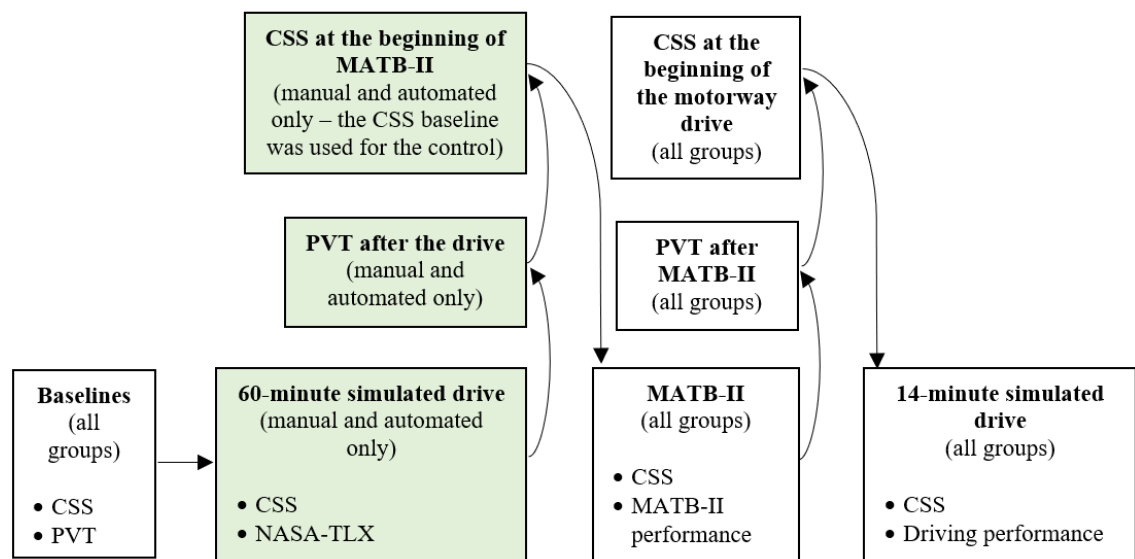 CSS at the beginning of
MATB-II
(manual and automated
only – the CSS baseline
was used for the control)
CSS at the
beginning of
the motorway
drive
(all groups)
PVT after the drive
(manual and
automated only)
PVT after
MATB-II
(all groups)
Baselines
(all
groups)
• CSS
• PVT
60-minute simulated drive
(manual and automated
only)
• CSS
• NASA-TLX
MATB-II
(all groups)
• CSS
• MATB-II
performance
14-minute simulated
drive
(all groups)
• CSS
• Driving performance